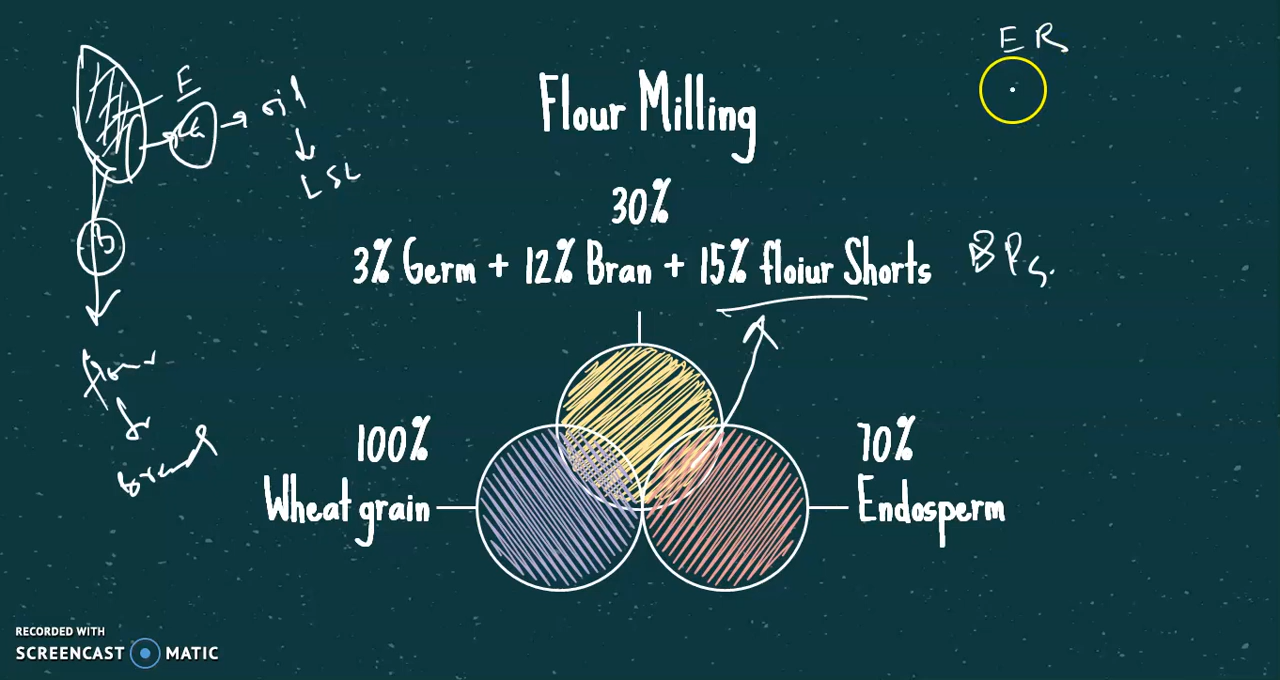 E R
E
Flour Milling
oil
LSL
30%
3% Germ + 12% Bran + 15% floiur Shorts
BPs.
flour
100%
70%
Wheat grain
Endosperm
RECORDED WITH
SCREENCAST MATIC